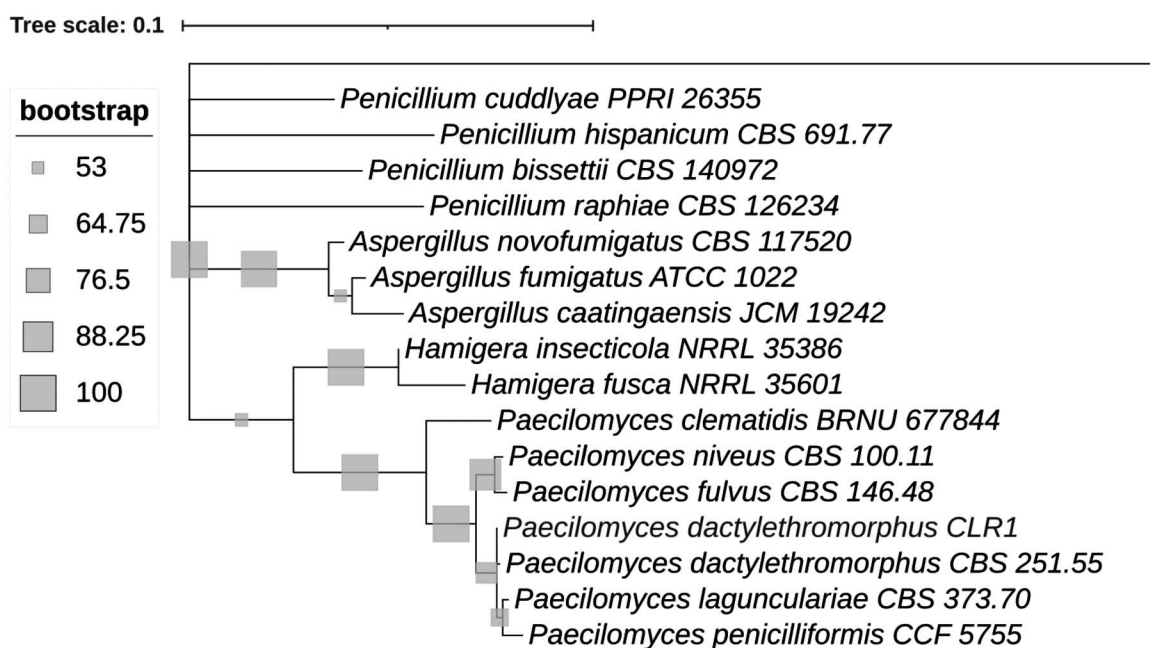 Tree scale: 0.1
bootstrap
53
64.75
76.5
88.25
100
Penicillium cuddlyae PPRI 26355
Penicillium hispanicum CBS 691.77
Penicillium bissettii CBS 140972
Penicillium raphiae CBS 126234
Aspergillus novofumigatus CBS 117520
Aspergillus fumigatus ATCC 1022
Aspergillus caatingaensis JCM 19242
Hamigera insecticola NRRL 35386
Hamigera fusca NRRL 35601
Paecilomyces clematidis BRNU 677844
Paecilomyces niveus CBS 100.11
Paecilomyces fulvus CBS 146.48
Paecilomyces dactylethromorphus CLR1
Paecilomyces dactylethromorphus CBS 251.55
Paecilomyces lagunculariae CBS 373.70
Paecilomyces penicilliformis CCF 5755